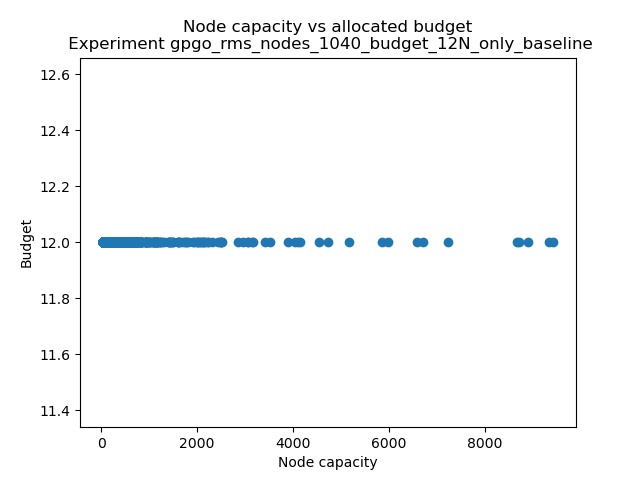 Node capacity vs allocated budget
Experiment gpgo_rms_nodes_1040_budget_12N_only_baseline
12.6
12.4
12.2
12.0
11.8
11.6
11.4
Budget
0 2000 4000 6000 8000
Node capacity